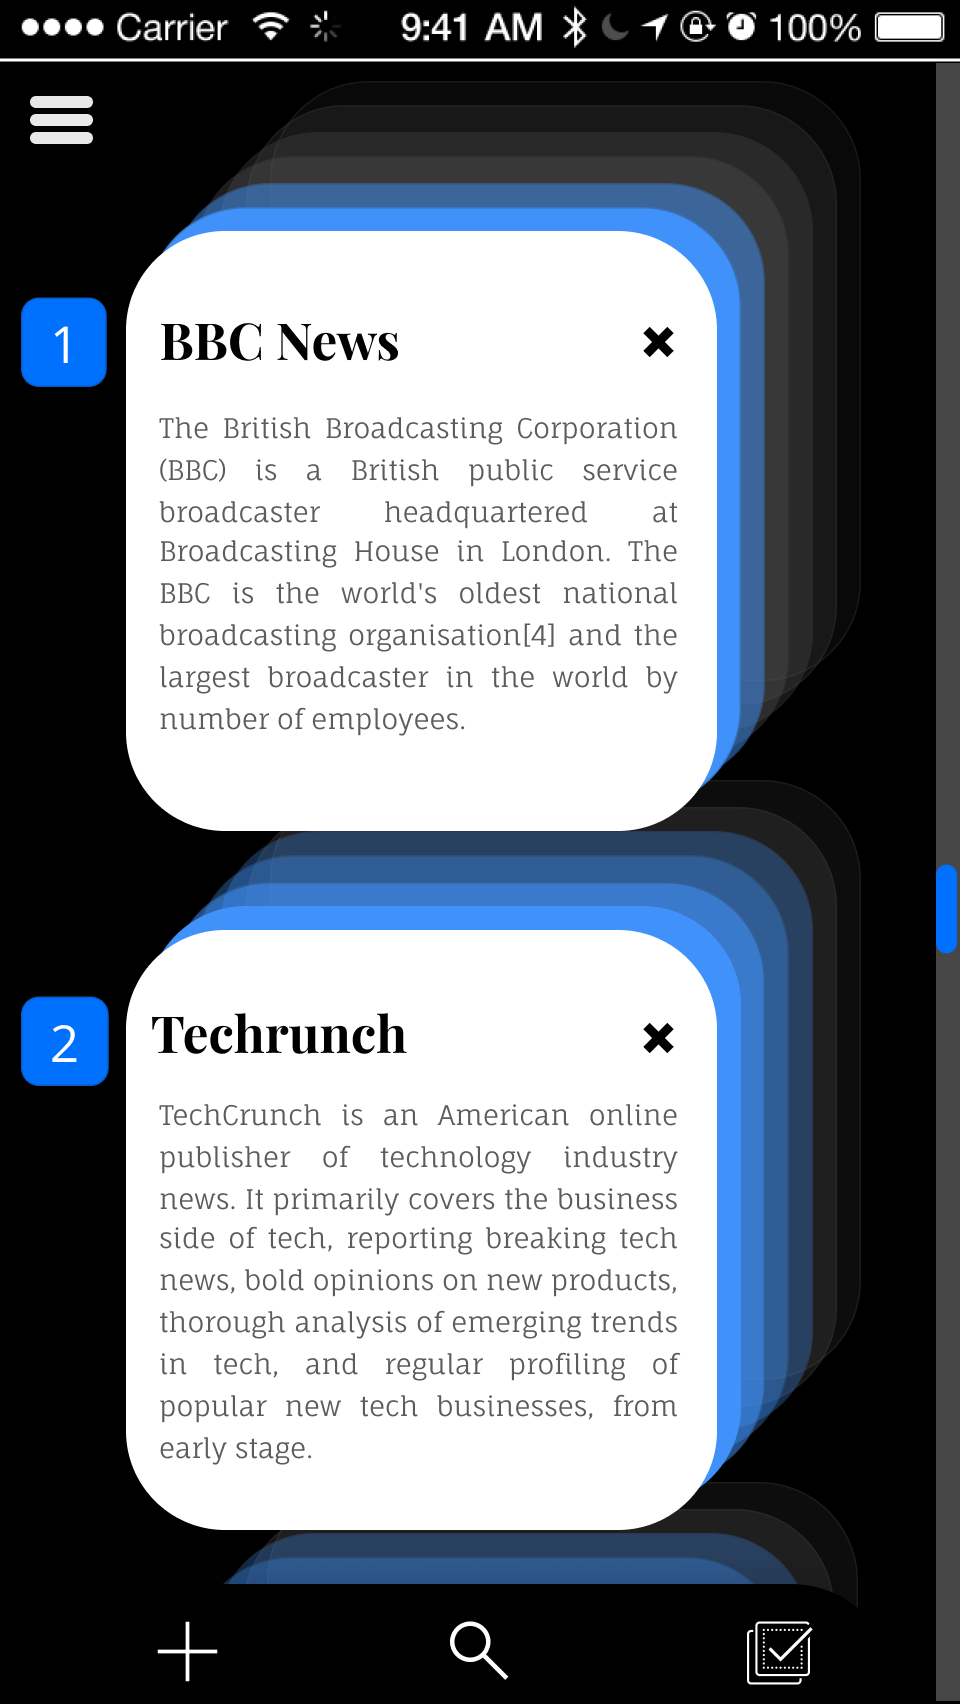 Carrier 9:41 AM 100%
1
BBC News
The British Broadcasting Corporation
(BBC) is a British public service
broadcaster headquartered at
Broadcasting House in London. The
BBC is the world's oldest national
broadcasting organisation[4] and the
largest broadcaster in the world by
number of employees.
2
Techrunch
TechCrunch is an American online
publisher of technology industry
news. It primarily covers the business
side of tech, reporting breaking tech
news, bold opinions on new products,
thorough analysis of emerging trends
in tech, and regular profiling of
popular new tech businesses, from
early stage.